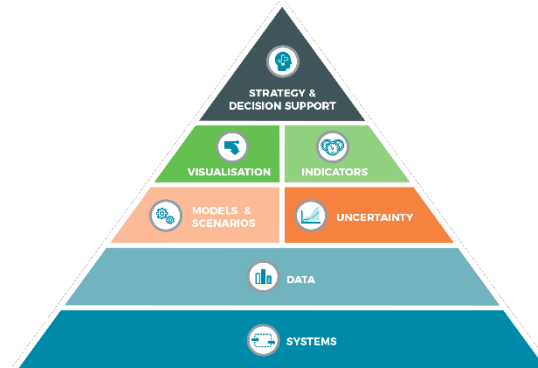 STRATEGY &
DECISION SUPPORT
VISUALISATION
INDICATORS
MODELS &
SCENARIOS
UNCERTAINTY
DATA
SYSTEMS